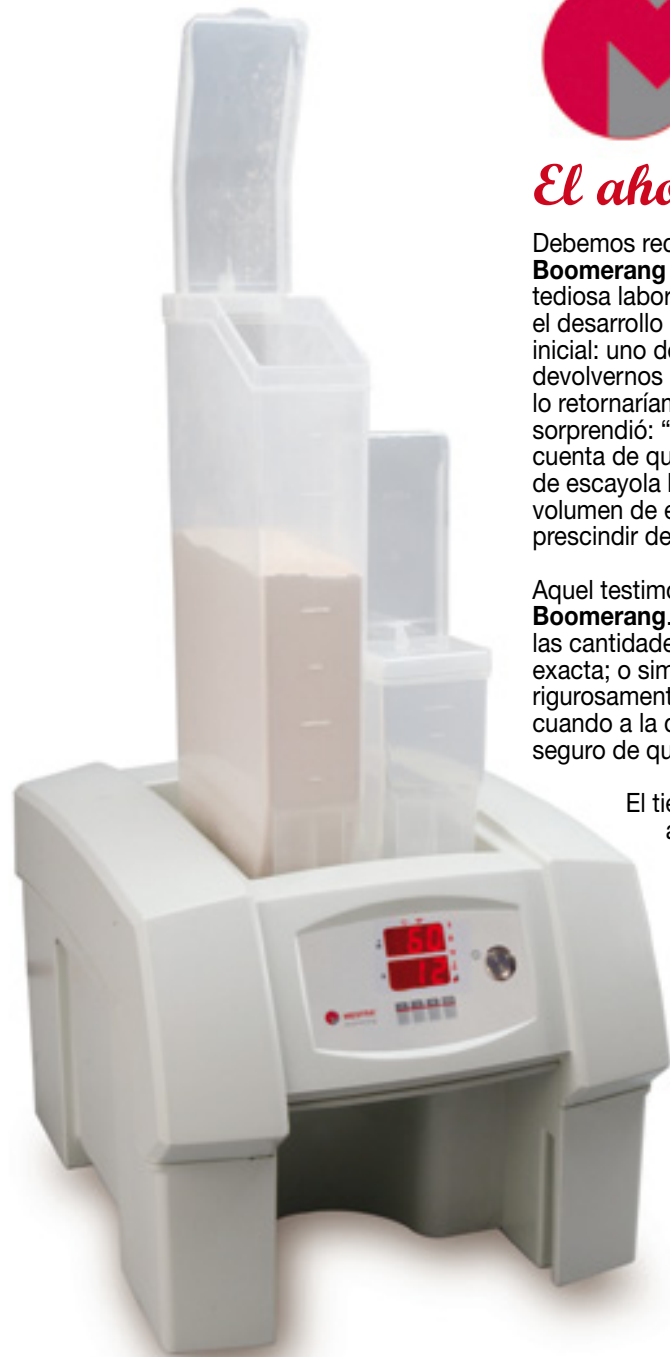 El aho
Debemos rec
Boomerang
tediosa labor
el desarrollo
inicial: uno de
devolvernos
lo retornarían
sorprendió: “
cuenta de qu
de escayola
volumen de e
prescindir de
Aquel testimo
Boomerang.
las cantidade
exacta; o sim
rigurosament
cuando a la c
seguro de qu
El tie
a
60
12
MESTRA